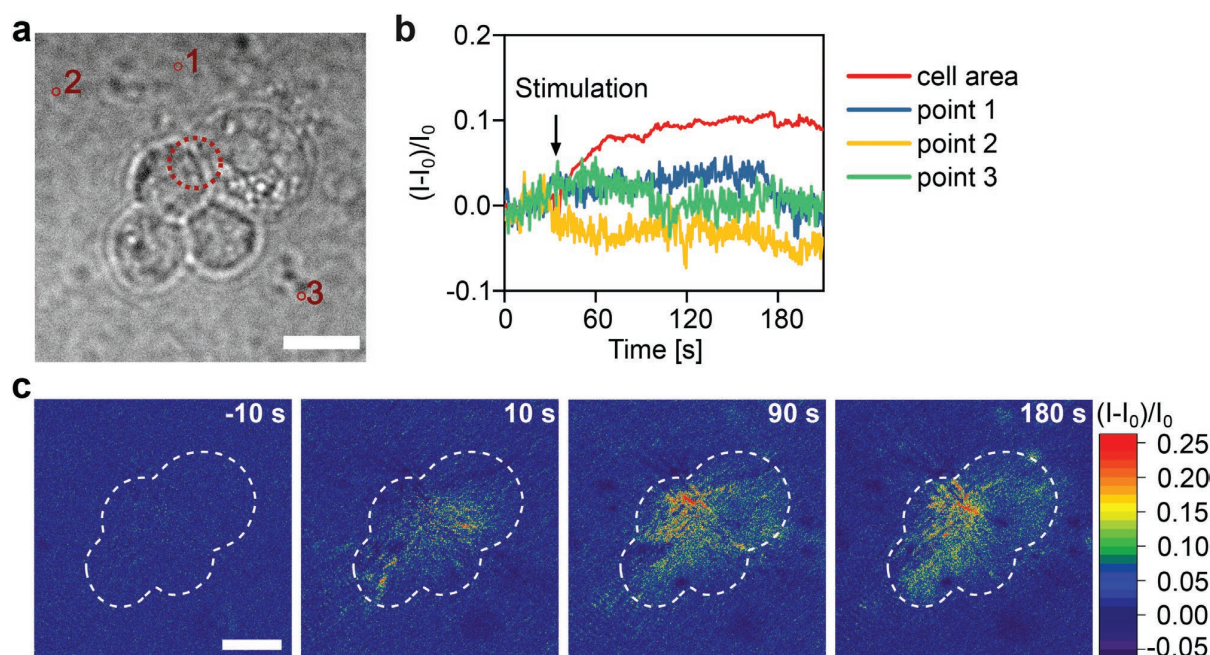 a
1
2
3
b
0.2
0.1
0.0
-0.1
(I-I₀)/I₀
Stimulation
0
60
120
180
Time [s]
cell area
point 1
point 2
point 3
c
-10 s
10 s
90 s
180 s
(I-I₀)/I₀
0.25
0.20
0.15
0.10
0.05
0.00
-0.05